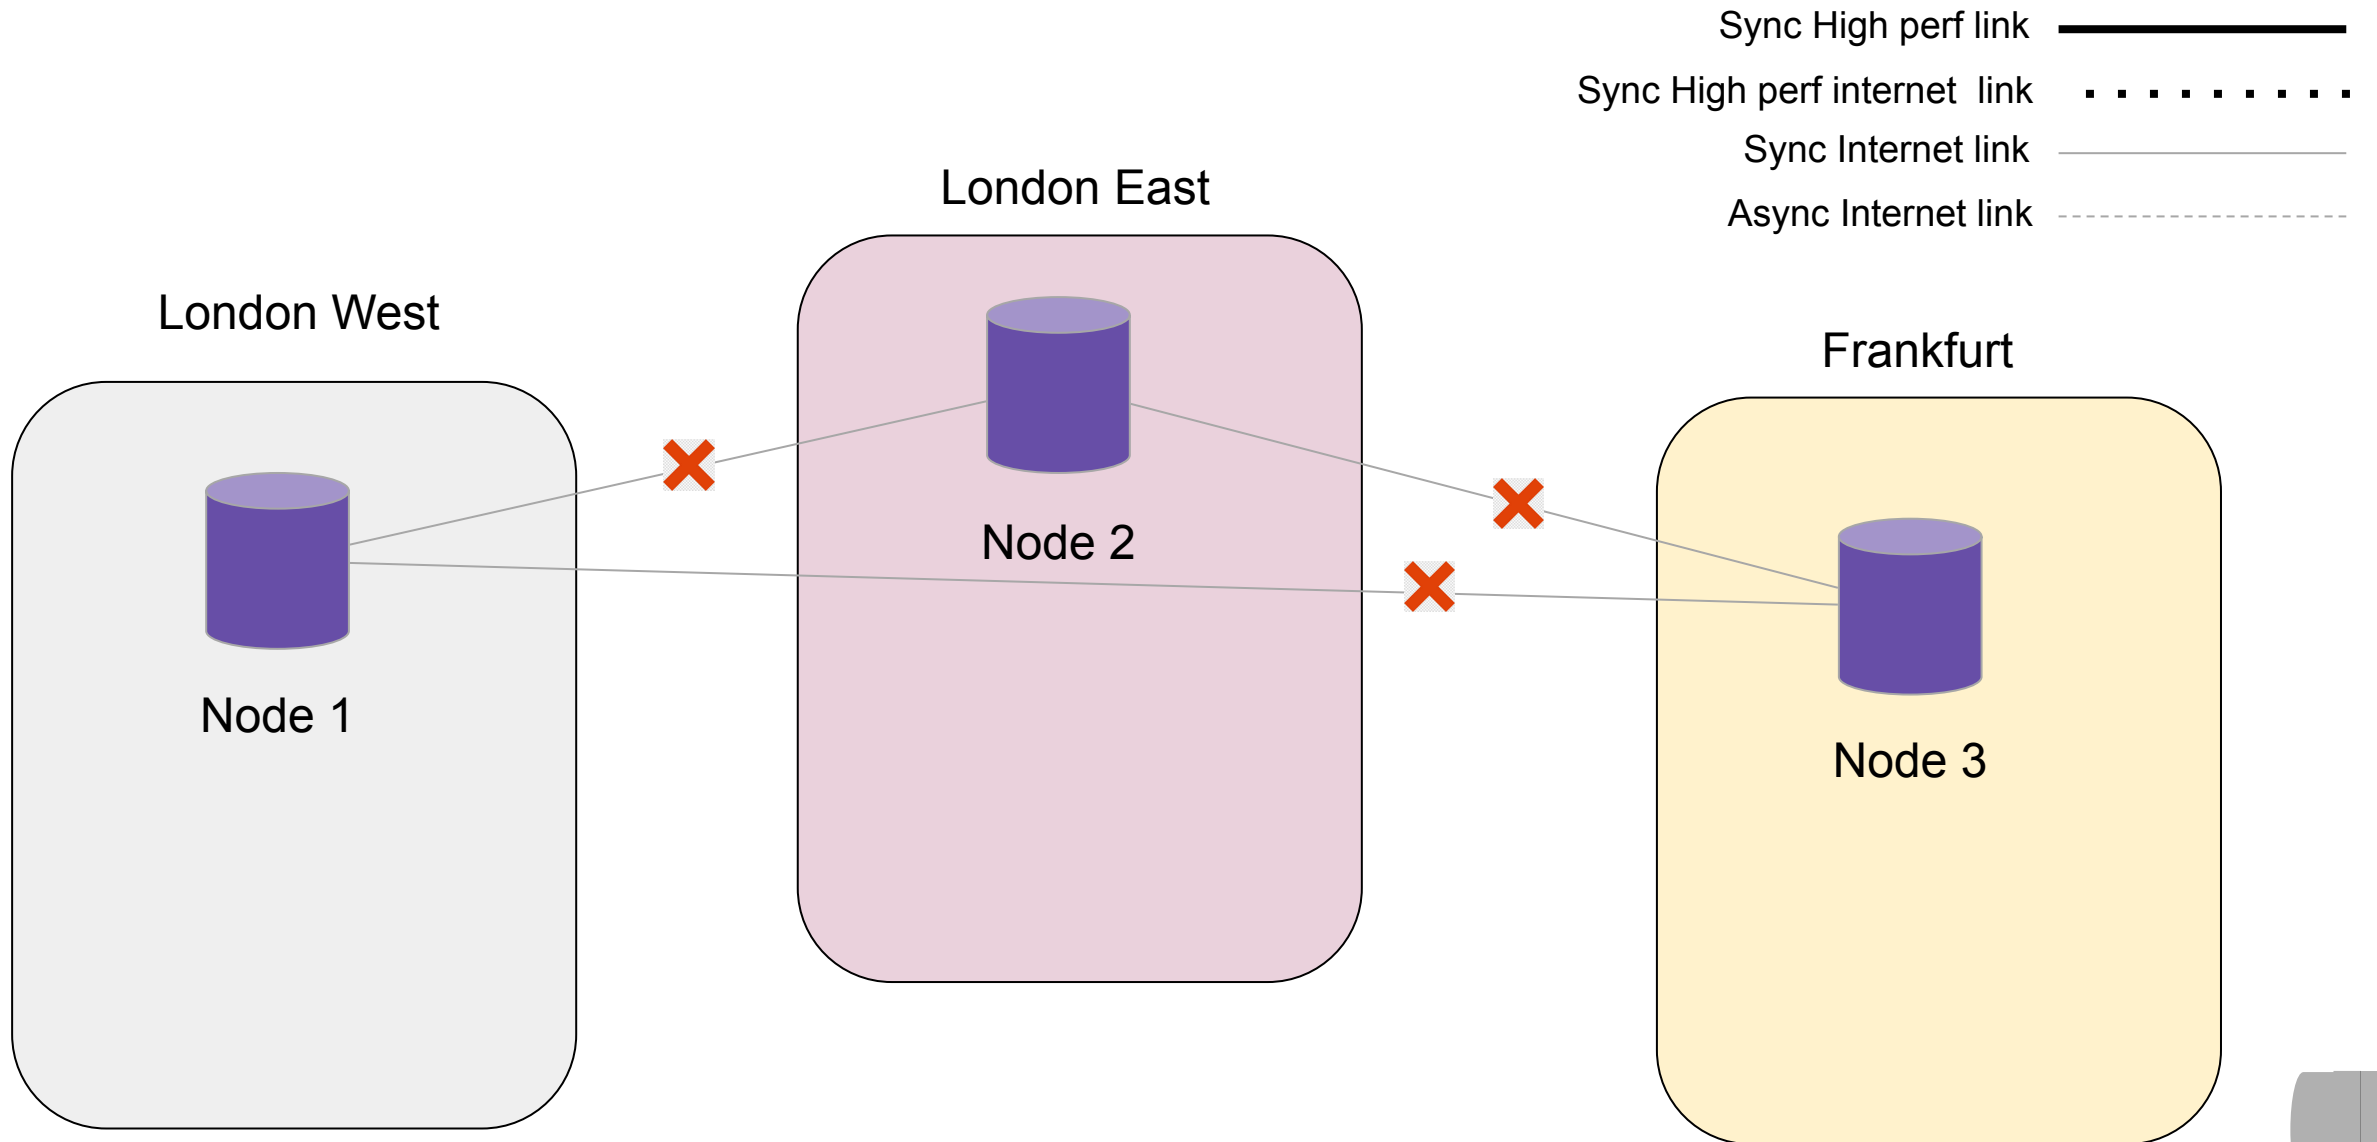 Sync High perf link
Sync High perf internet  link
Sync Internet link
Async Internet link
London East
London West
Frankfurt
Node 2
Node 1
Node 3